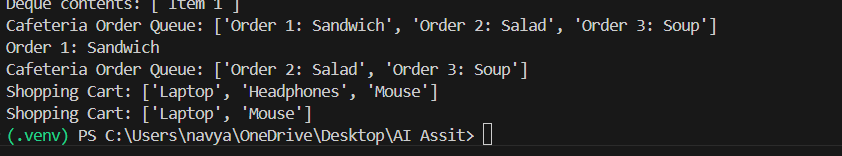 Deque contents: ['Item 1']
Cafeteria Order Queue: ['Order 1: Sandwich', 'Order 2: Salad', 'Order 3: Soup']
Order 1: Sandwich
Cafeteria Order Queue: ['Order 2: Salad', 'Order 3: Soup']
Shopping Cart: ['Laptop', 'Headphones', 'Mouse']
Shopping Cart: ['Laptop', 'Mouse']
(.venv) PS C:\Users\navya\OneDrive\Desktop\AI Assit>